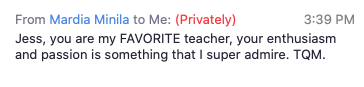 From Mardia Minila to Me: (Privately) 3:39 PM
Jess, you are my FAVORITE teacher, your enthusiasm
and passion is something that I super admire. TQM.